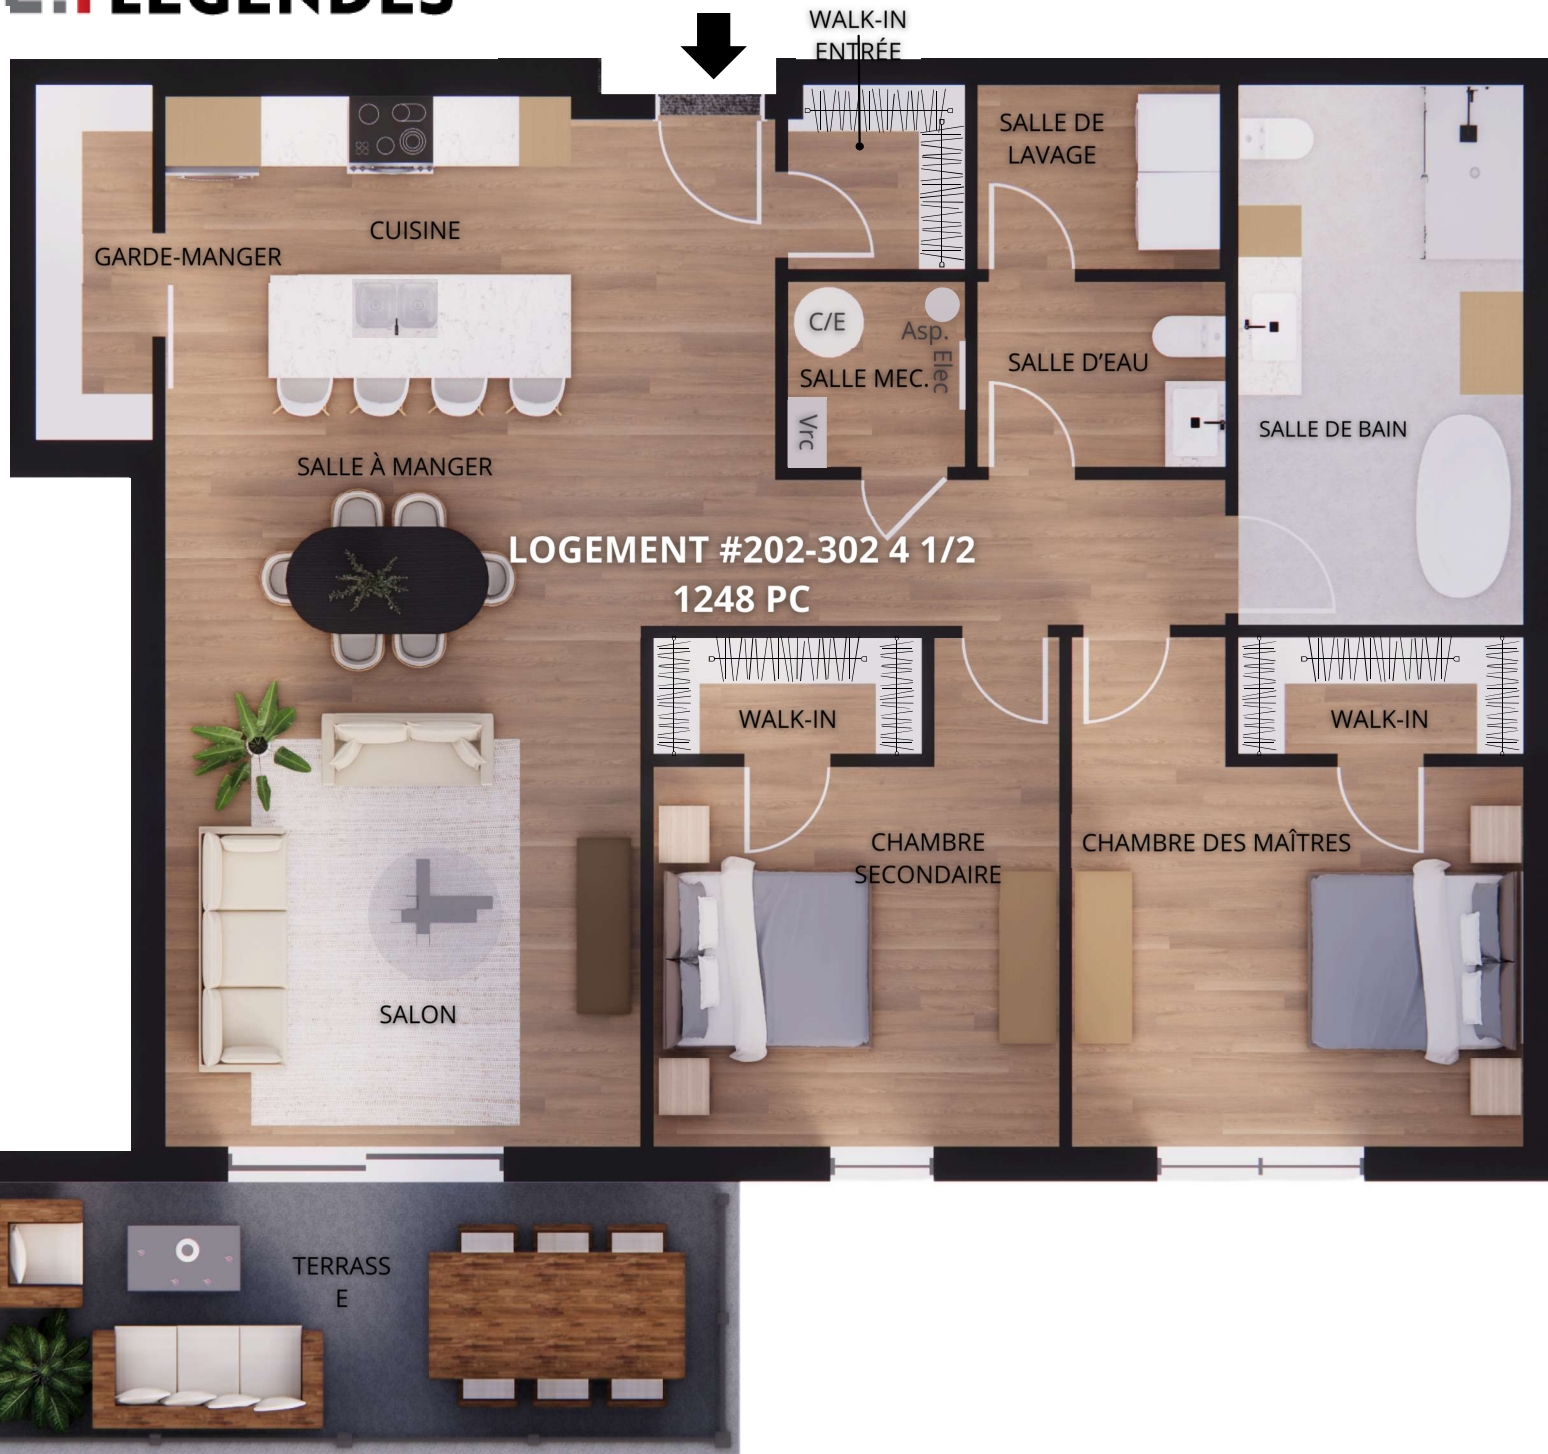 LÉGENDES
WALK-IN
ENTRÉE
SALLE DE
LAVAGE
CUISINE
GARDE-MANGER
C/E
Asp.
Elec
SALLE MEC.
SALLE D'EAU
Vrc
SALLE DE BAIN
SALLE À MANGER
LOGEMENT #202-302 4 1/2
1248 PC
WALK-IN
WALK-IN
CHAMBRE
SECONDAIRE
CHAMBRE DES MAÎTRES
SALON
TERRASS
E